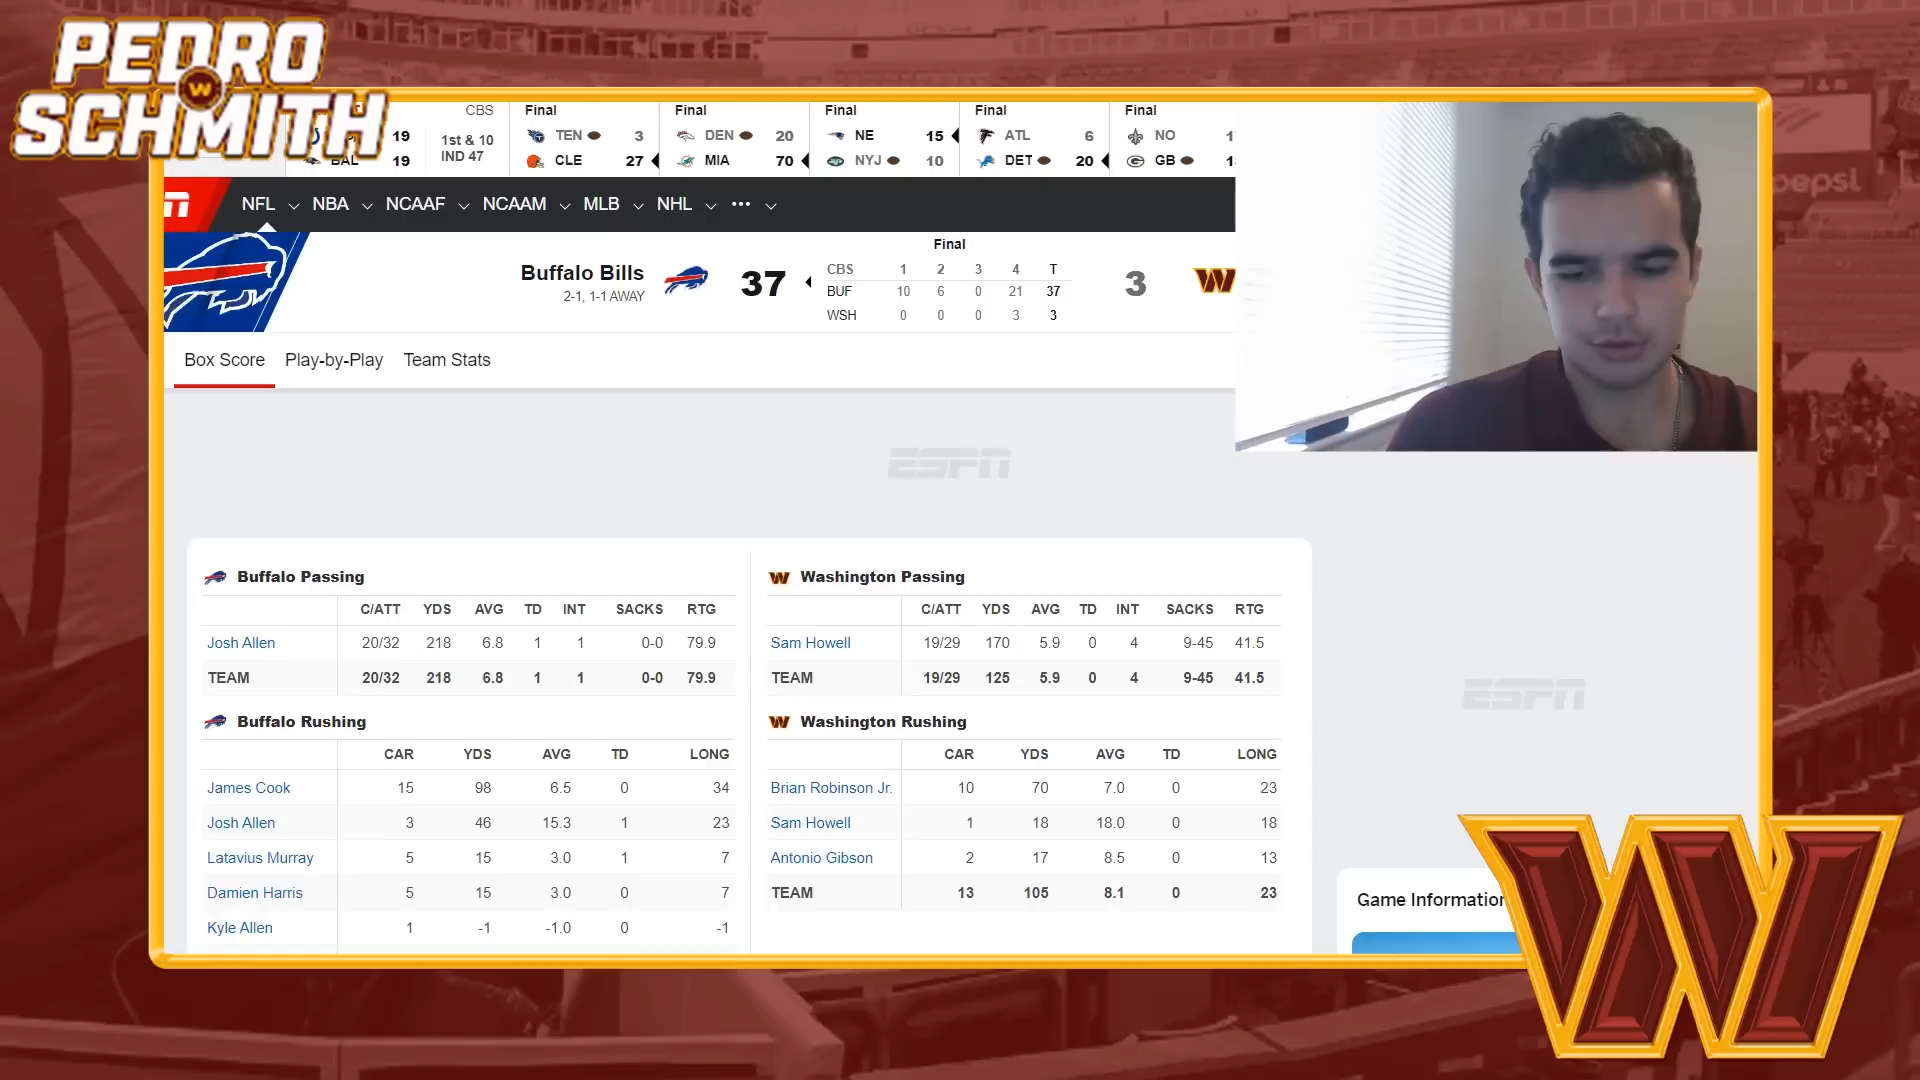 PEDRO
SCHMITH
19
BAL 19
CBS
1st & 10
IND 47
Final
TEN 3
CLE 27
Final
DEN 20
MIA 70
Final
NE 15
NYJ 10
Final
ATL 6
DET 20
Final
NO
GB
NFL NBA NCAAF NCAAM MLB NHL •••
Buffalo Bills
2-1, 1-1 AWAY
37
Final
CBS 1 2 3 4 T
BUF 10 6 0 21 37
WSH 0 0 0 3 3
3
pepsi
Box Score Play-by-Play Team Stats
ESPN
Buffalo Passing
C/ATT YDS AVG TD INT SACKS RTG
Josh Allen 20/32 218 6.8 1 1 0-0 79.9
TEAM 20/32 218 6.8 1 1 0-0 79.9
Washington Passing
C/ATT YDS AVG TD INT SACKS RTG
Sam Howell 19/29 170 5.9 0 4 9-45 41.5
TEAM 19/29 125 5.9 0 4 9-45 41.5
ESPN
Buffalo Rushing
CAR YDS AVG TD LONG
James Cook 15 98 6.5 0 34
Josh Allen 3 46 15.3 1 23
Latavius Murray 5 15 3.0 1 7
Damien Harris 5 15 3.0 0 7
Kyle Allen 1 -1 -1.0 0 -1
Washington Rushing
CAR YDS AVG TD LONG
Brian Robinson Jr. 10 70 7.0 0 23
Sam Howell 1 18 18.0 0 18
Antonio Gibson 2 17 8.5 0 13
TEAM 13 105 8.1 0 23
Game Information
W